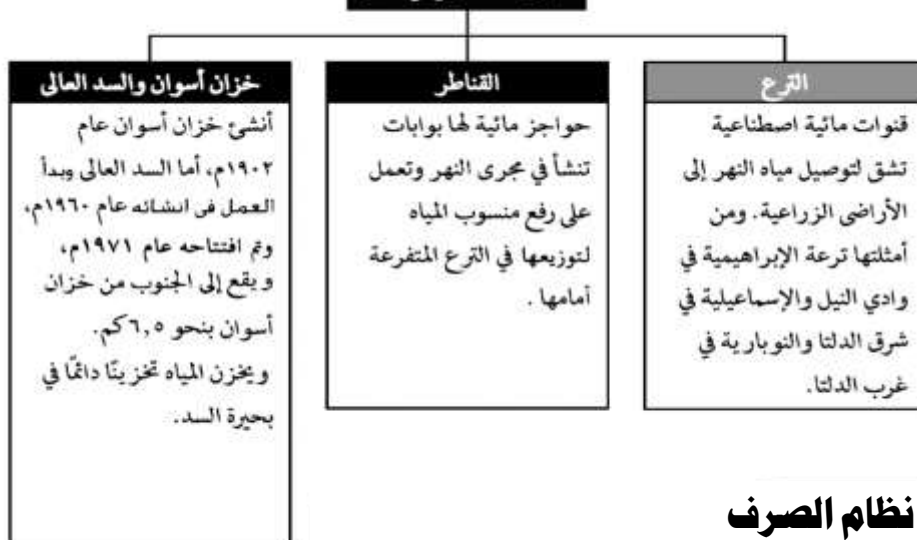 الترع
قنوات مائية اصطناعية
تشق لتوصيل مياه النهر إلى
الأراضى الزراعية. ومن
أمثلتها ترعة الإبراهيمية في
وادي النيل والإسماعيلية في
شرق الدلتا والنوبارية في
غرب الدلتا.
القناطر
حواجز مائية لها بوابات
تنشأ في مجرى النهر وتعمل
على رفع منسوب المياه
لتوزيعها في الترع المتفرعة
أمامها .
خزان أسوان والسد العالى
أنشئ خزان أسوان عام
١٩٠٢م، أما السد العالى وبدأ
العمل فى انشائه عام ١٩٦٠م،
وتم افتتاحه عام ١٩٧١م،
ويقع إلى الجنوب من خزان
أسوان بنحو ٦,٥كم.
ويخزن المياه تخزينًا دائمًا في
بحيرة السد.
نظام الصرف